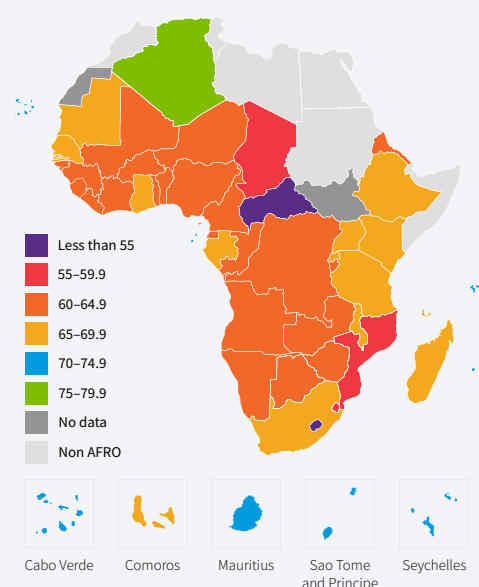 Less than 55
55–59.9
60–64.9
65–69.9
70–74.9
75–79.9
No data
Non AFRO
Cabo Verde
Comoros
Mauritius
Sao Tome
and Principe
Seychelles